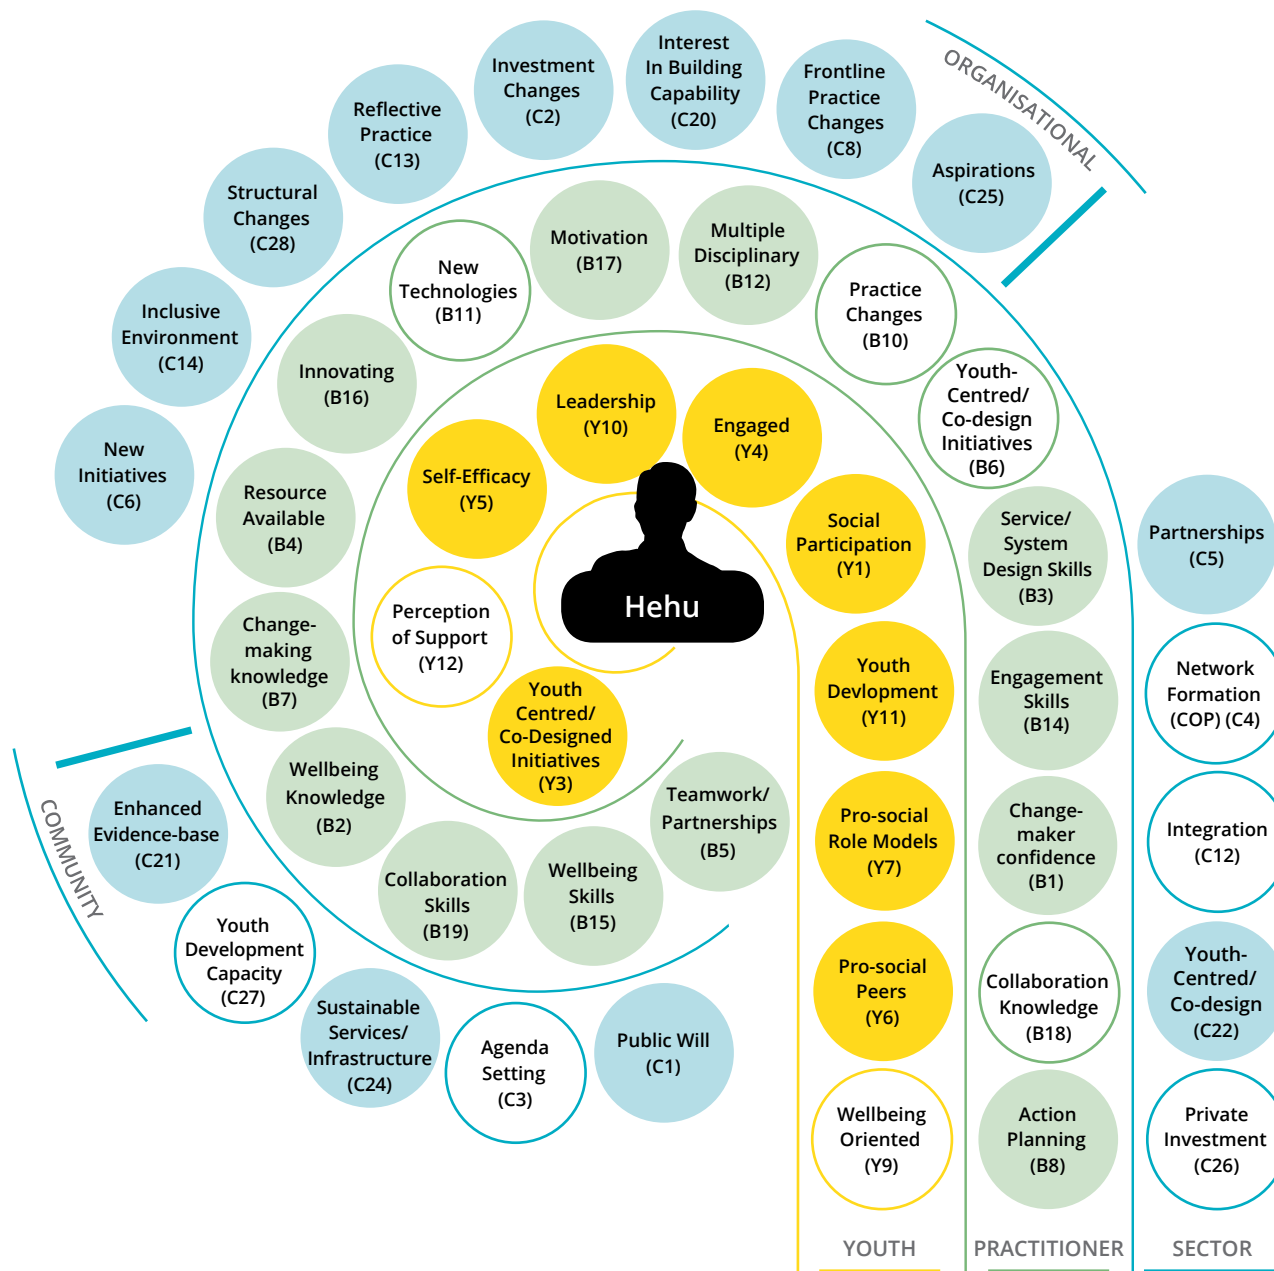 Interest
In Building
Capability
(C20)
Investment
Changes
(C2)
Frontline
Practice
Changes
(C8)
ORGANISATIONAL
Reflective
Practice
(C13)
Aspirations
(C25)
Structural
Changes
(C28)
Inclusive
Environment
(C14)
New
Initiatives
(C6)
Motivation
(B17)
Multiple
Disciplinary
(B12)
New
Technologies
(B11)
Practice
Changes
(B10)
Innovating
(B16)
Youth-
Centred/
Co-design
Initiatives
(B6)
Leadership
(Y10)
Engaged
(Y4)
Self-Efficacy
(Y5)
Resource
Available
(B4)
Social
Participation
(Y1)
Service/
System
Design Skills
(B3)
Partnerships
(C5)
Hehu
Perception
of Support
(Y12)
Change-
making
knowledge
(B7)
Youth
Devlopment
(Y11)
Engagement
Skills
(B14)
Network
Formation
(COP) (C4)
Youth
Centred/
Co-Designed
Initiatives
(Y3)
Wellbeing
Knowledge
(B2)
Teamwork/
Partnerships
(B5)
Pro-social
Role Models
(Y7)
Change-
maker
confidence
(B1)
Integration
(C12)
COMMUNITY
Enhanced
Evidence-base
(C21)
Collaboration
Skills
(B19)
Wellbeing
Skills
(B15)
Youth
Development
Capacity
(C27)
Pro-social
Peers
(Y6)
Collaboration
Knowledge
(B18)
Youth-
Centred/
Co-design
(C22)
Sustainable
Services/
Infrastructure
(C24)
Agenda
Setting
(C3)
Public Will
(C1)
Wellbeing
Oriented
(Y9)
Action
Planning
(B8)
Private
Investment
(C26)
YOUTH
PRACTITIONER
SECTOR